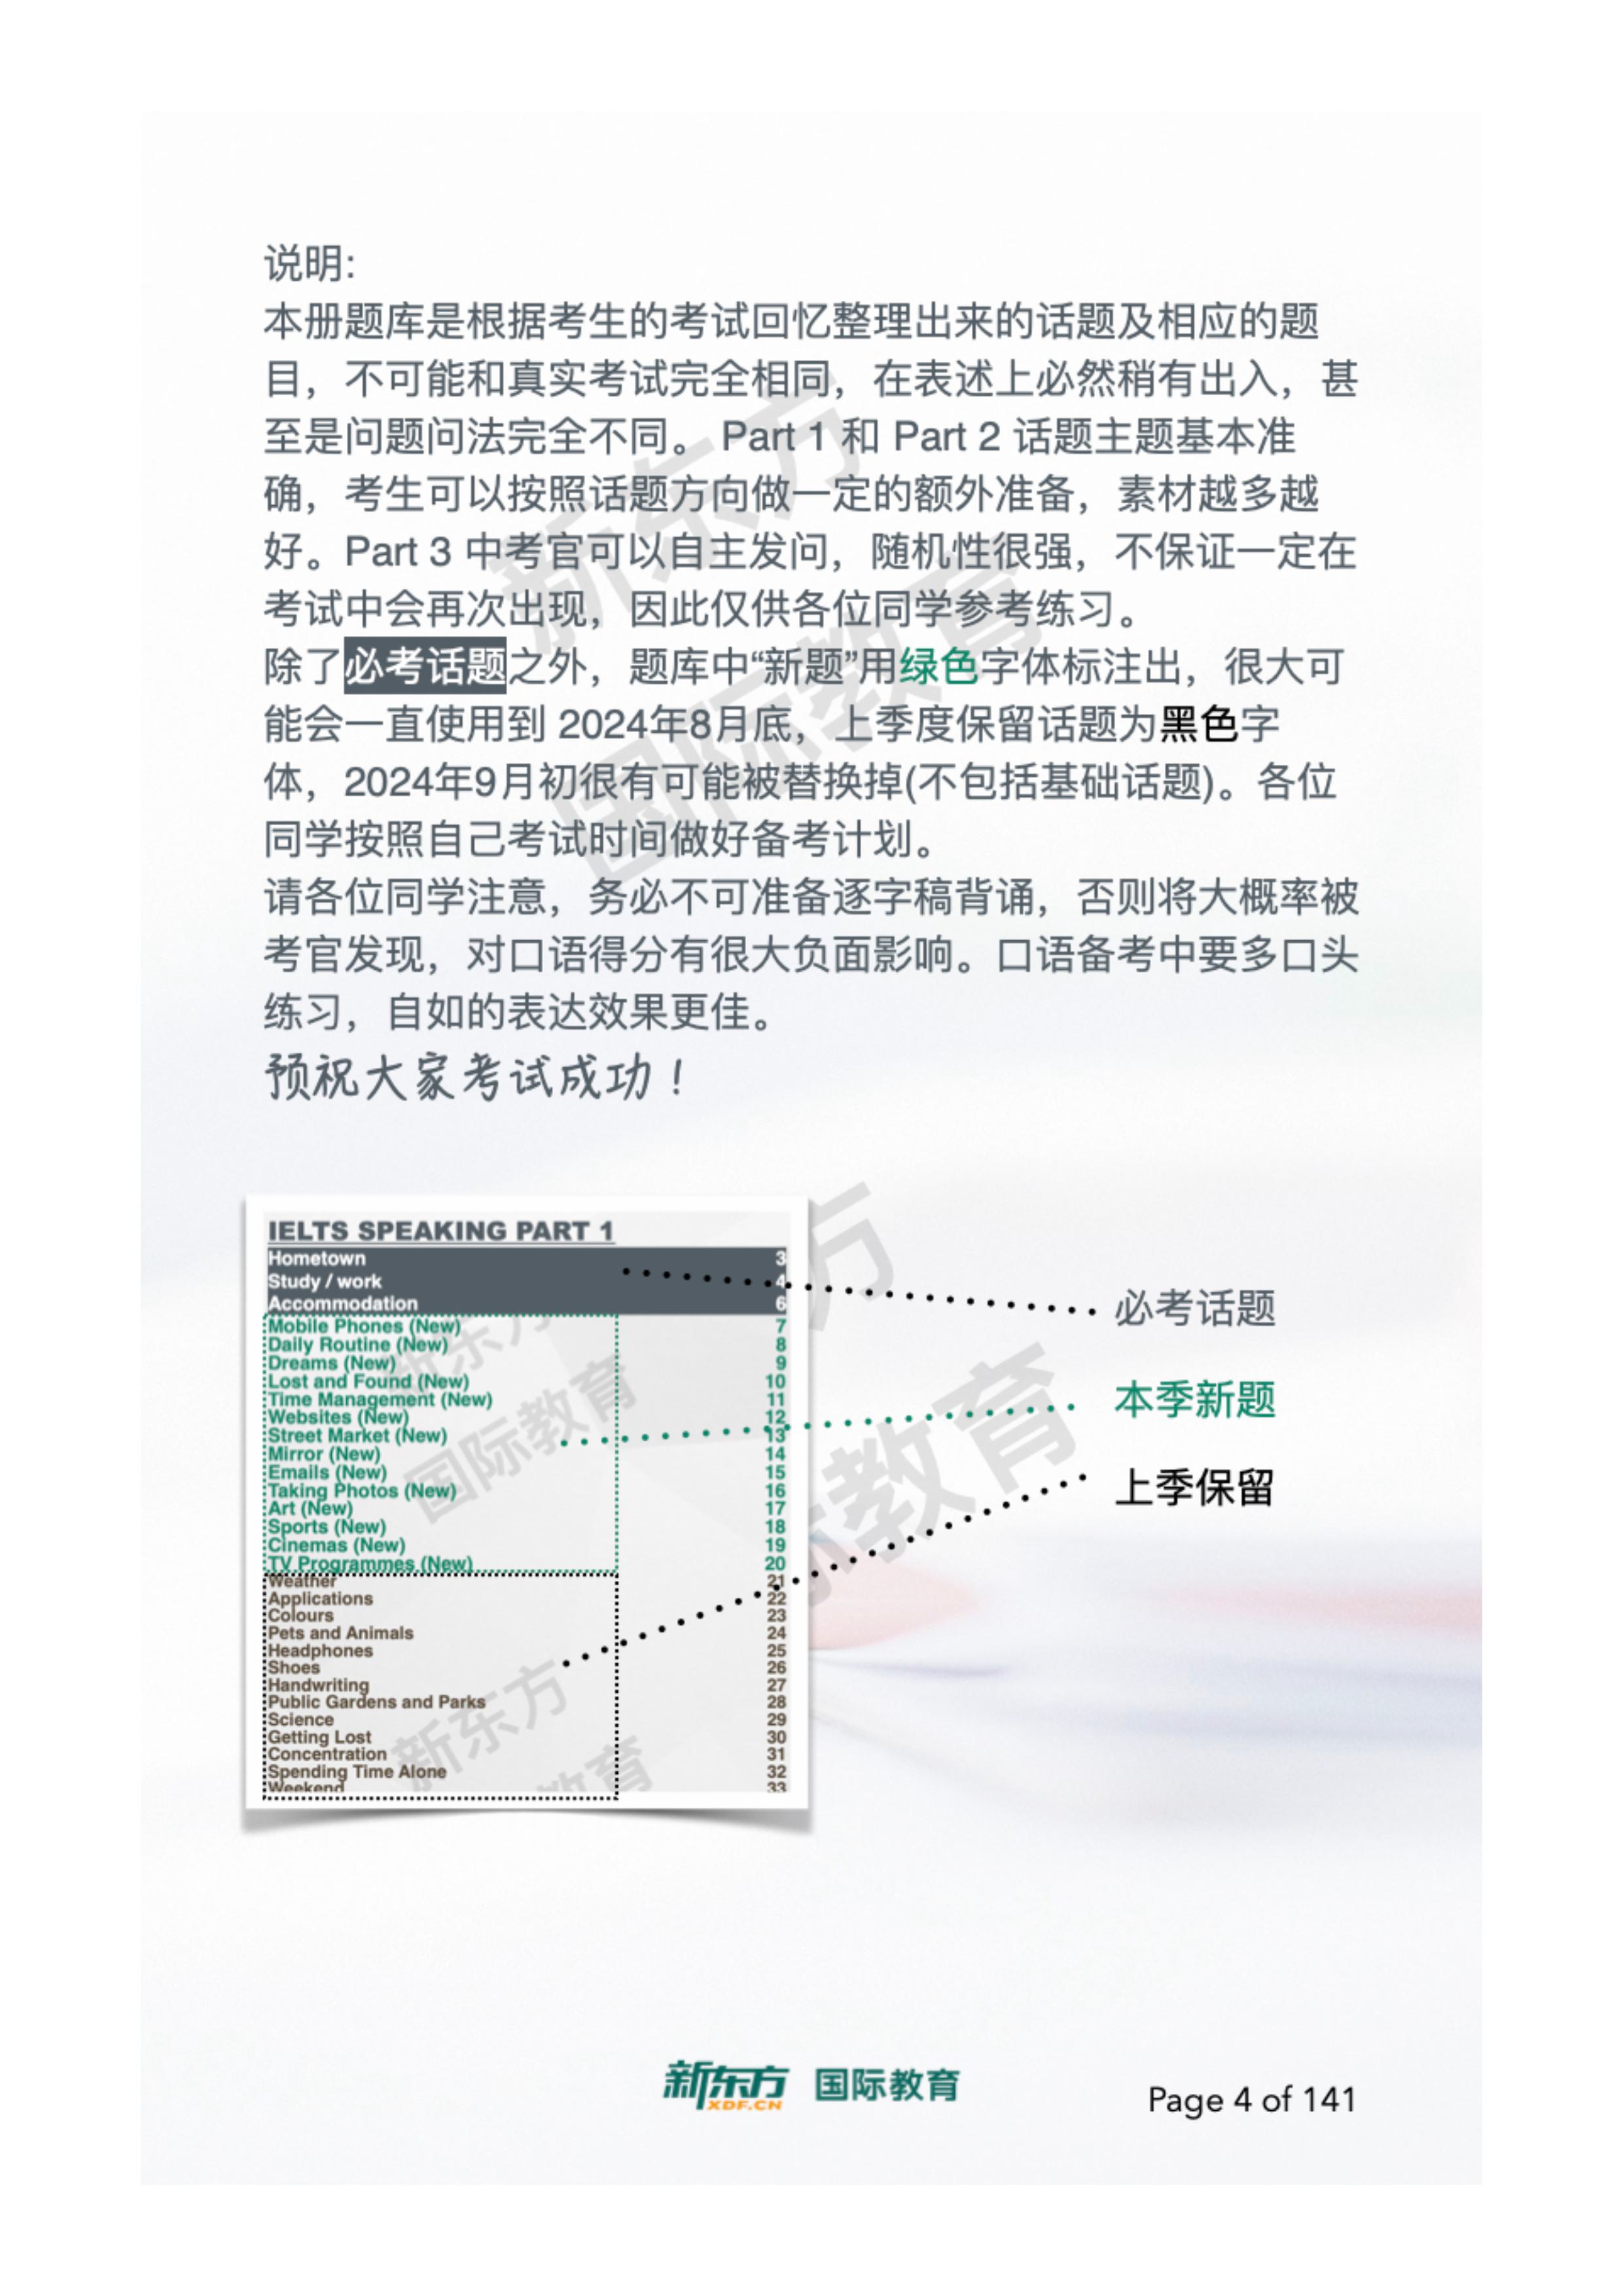 说明:
本册题库是根据考生的考试回忆整理出来的话题及相应的题
目，不可能和真实考试完全相同，在表述上必然稍有出入，甚
至是问题问法完全不同。 Part 1 和 Part 2 话题主题基本准
确，考生可以按照话题方向做一定的额外准备，素材越多越
好。Part 3 中考官可以自主发问，随机性很强，不保证一定在
考试中会再次出现，因此仅供各位同学参考练习。
除了必考话题之外，题库中“新题”用绿色字体标注出，很大可
能会一直使用到 2024年8月底，上季度保留话题为黑色字
体，2024年9月初很有可能被替换掉(不包括基础话题)。各位
同学按照自己考试时间做好备考计划。
请各位同学注意，务必不可准备逐字稿背诵，否则将大概率被
考官发现，对口语得分有很大负面影响。口语备考中要多口头
练习，自如的表达效果更佳。
预祝大家考试成功！
IELTS SPEAKING PART 1
Hometown 3
Study / work 4
Accommodation 6
Mobile Phones (New) 7
Daily Routine (New) 8
Dreams (New) 9
Lost and Found (New) 10
Time Management (New) 11
Websites (New) 12
Street Market (New) 13
Mirror (New) 14
Emails (New) 15
Taking Photos (New) 16
Art (New) 17
Sports (New) 18
Cinemas (New) 19
TV Programmes (New) 20
Weather 21
Applications 22
Colours 23
Pets and Animals 24
Headphones 25
Shoes 26
Handwriting 27
Public Gardens and Parks 28
Science 29
Getting Lost 30
Concentration 31
Spending Time Alone 32
Weekend 33
必考话题
本季新题
上季保留
新东方
国际教育
新东方 XDF.CN 国际教育
Page 4 of 141